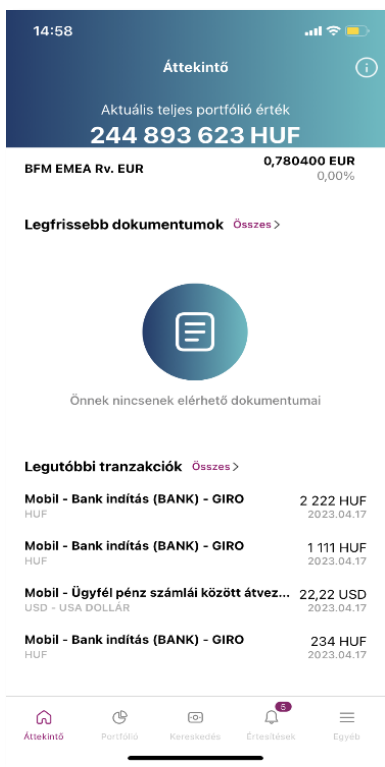 14:58
Áttekintő
Aktuális teljes portfólió érték
244 893 623 HUF
BFM EMEA Rv. EUR 0,780400 EUR
0,00%
Legfrissebb dokumentumok Összes >
Önnek nincsenek elérhető dokumentumai
Legutóbbi tranzakciók Összes >
Mobil - Bank indítás (BANK) - GIRO 2 222 HUF
HUF 2023.04.17
Mobil - Bank indítás (BANK) - GIRO 1 111 HUF
HUF 2023.04.17
Mobil - Ügyfél pénz számlái között átvez... 22,22 USD
USD - USA DOLLÁR 2023.04.17
Mobil - Bank indítás (BANK) - GIRO 234 HUF
HUF 2023.04.17
5
Áttekintő Portfólió Kereskedés Értesítések Egyéb